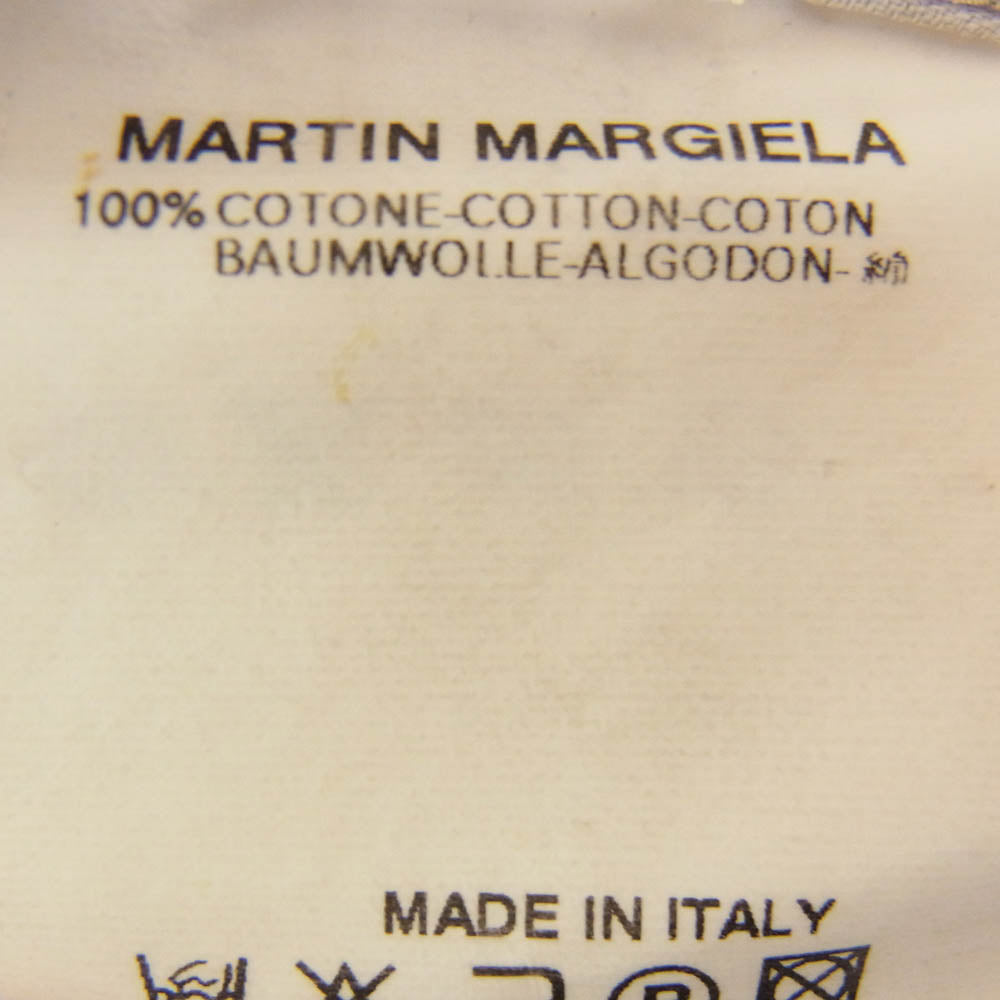 MARTIN MARGIELA
100% COTONE-COTTON-COTON
BAUMWOLLE-ALGODON- 綿
MADE IN ITALY
P